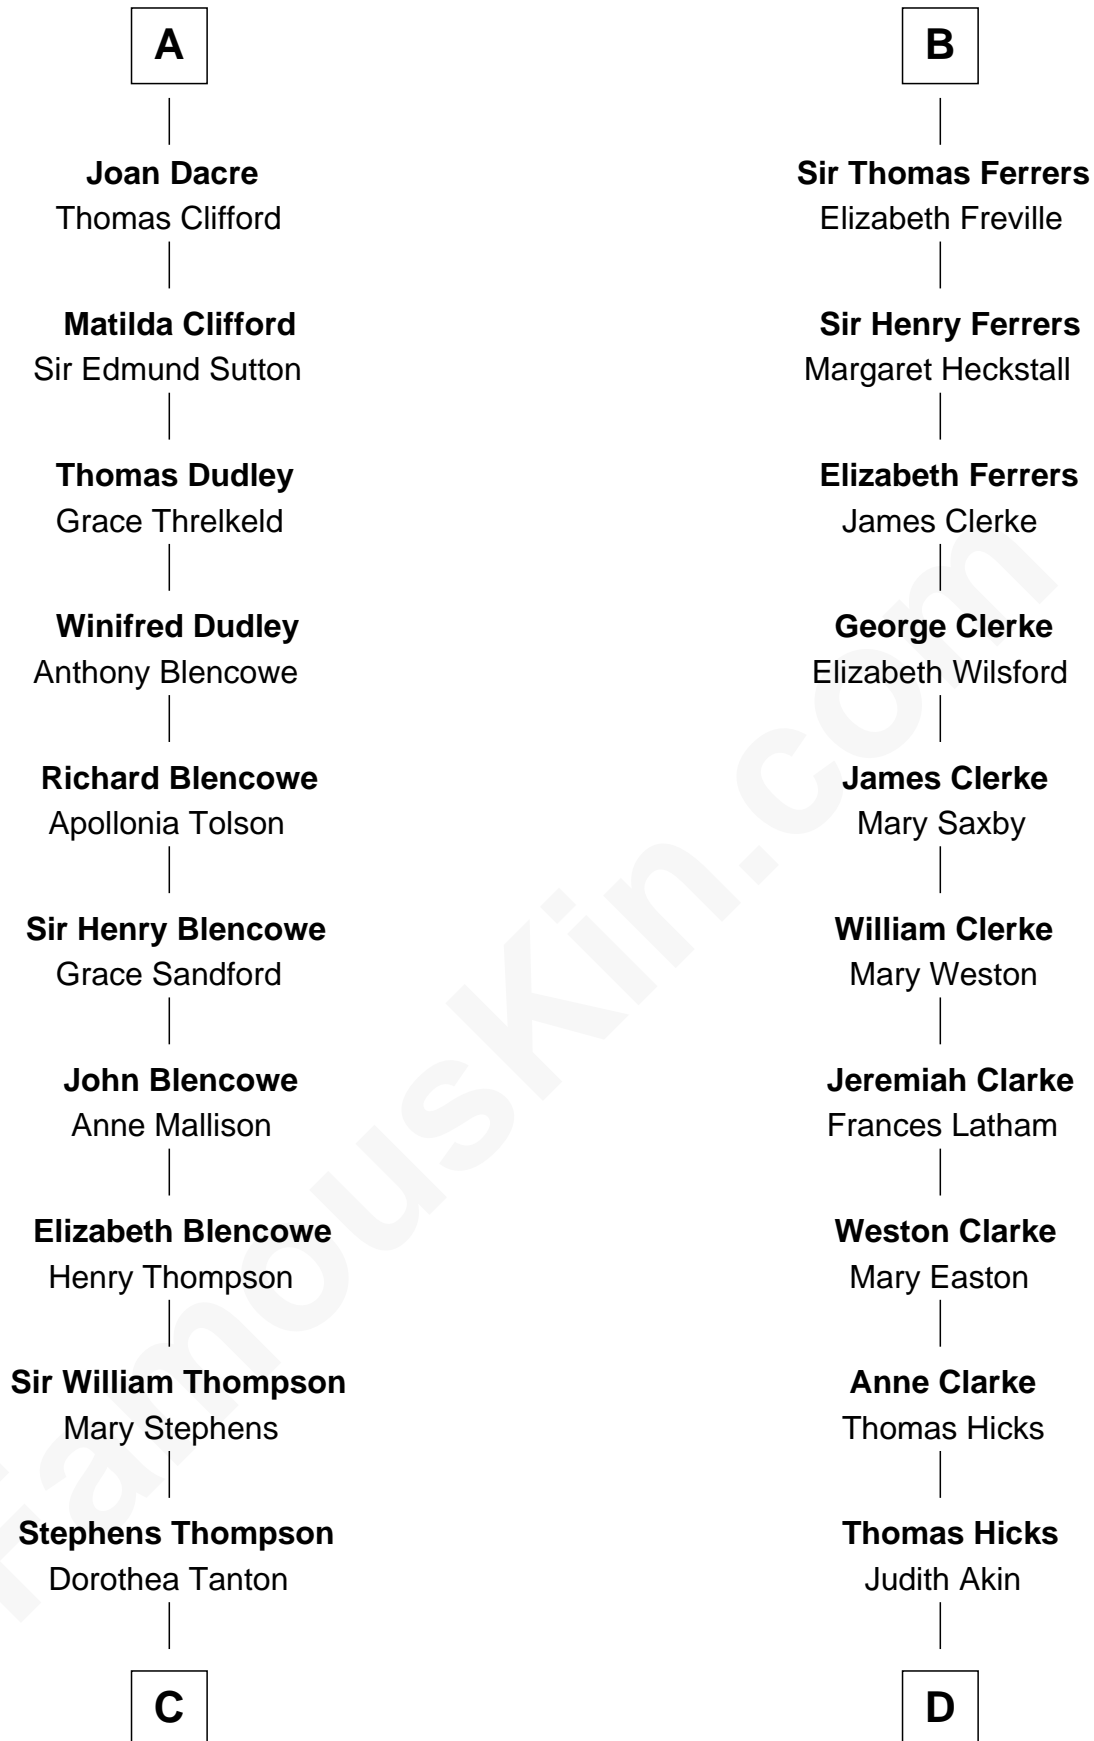 A
Joan Dacre
Thomas Clifford
Matilda Clifford
Sir Edmund Sutton
Thomas Dudley
Grace Threlkeld
Winifred Dudley
Anthony Blencowe
Richard Blencowe
Apollonia Tolson
Sir Henry Blencowe
Grace Sandford
John Blencowe
Anne Mallison
Elizabeth Blencowe
Henry Thompson
Sir William Thompson
Mary Stephens
Stephens Thompson
Dorothea Tanton
C
B
Sir Thomas Ferrers
Elizabeth Freville
Sir Henry Ferrers
Margaret Heckstall
Elizabeth Ferrers
James Clerke
George Clerke
Elizabeth Wilsford
James Clerke
Mary Saxby
William Clerke
Mary Weston
Jeremiah Clarke
Frances Latham
Weston Clarke
Mary Easton
Anne Clarke
Thomas Hicks
Thomas Hicks
Judith Akin
D
FamousKin.com